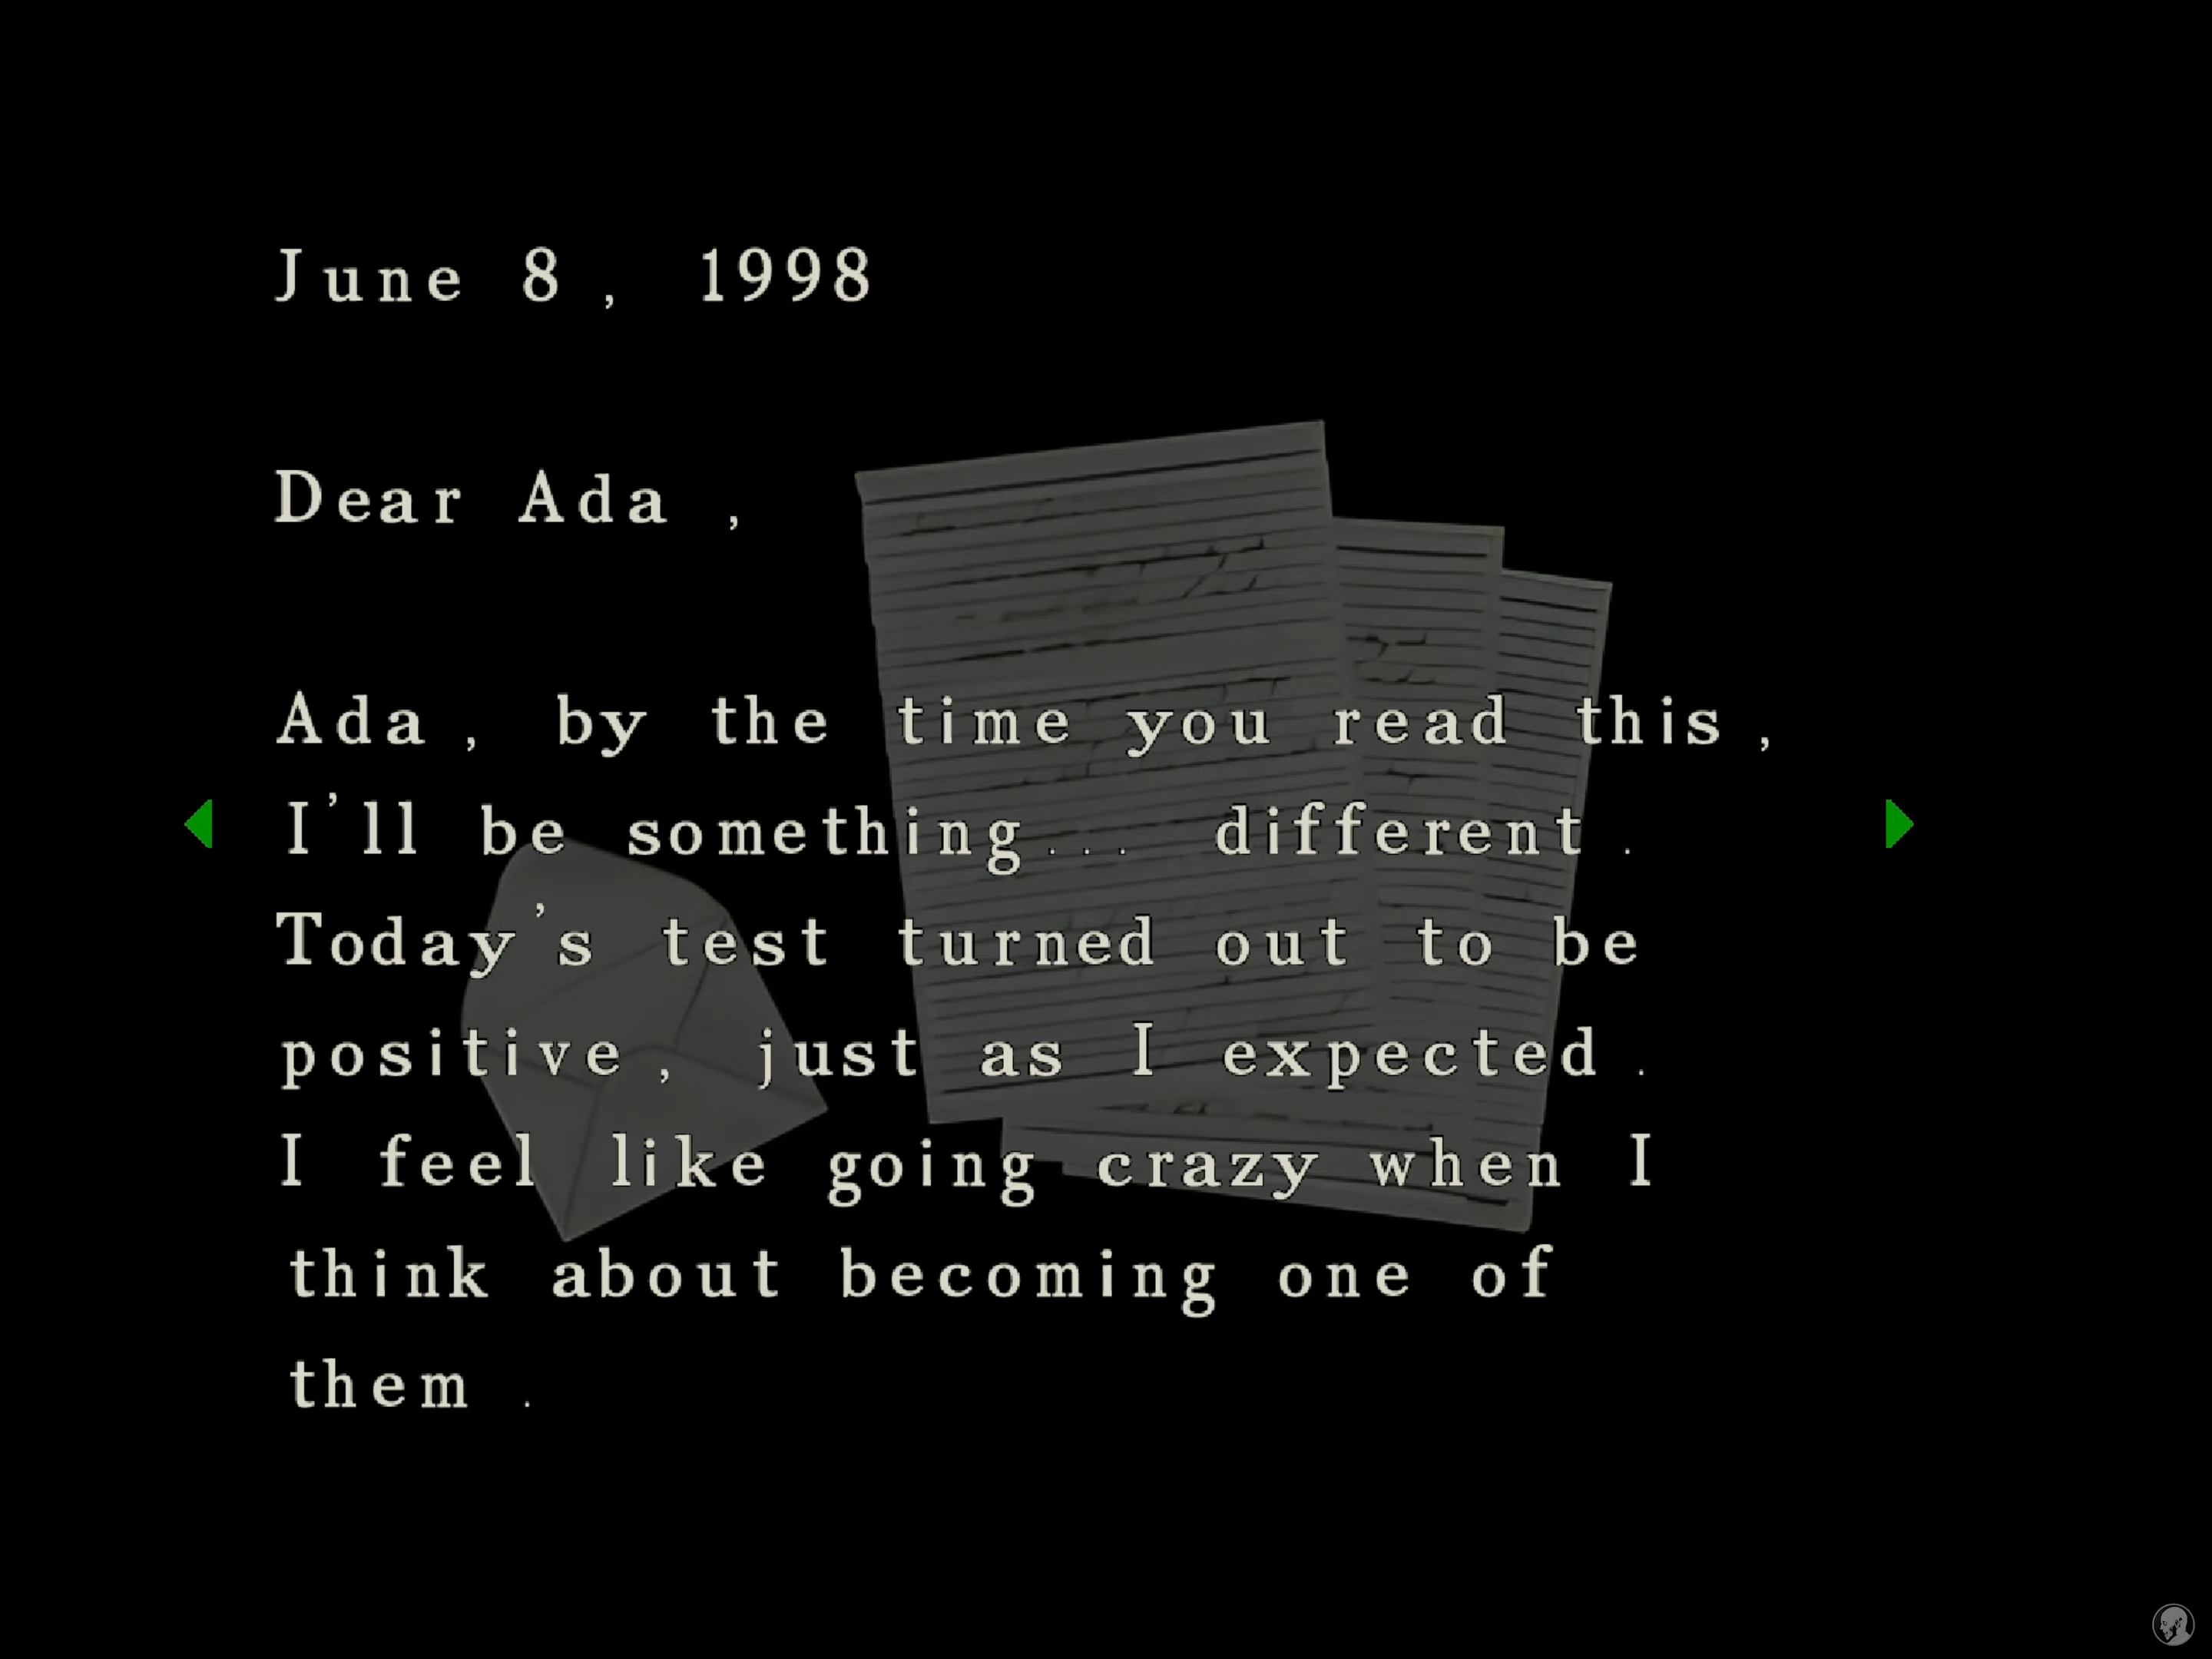 June 8, 1998
Dear Ada,
Ada, by the time you read this,
I'll be something... different.
Today's test turned out to be
positive, just as I expected.
I feel like going crazy when I
think about becoming one of
them.